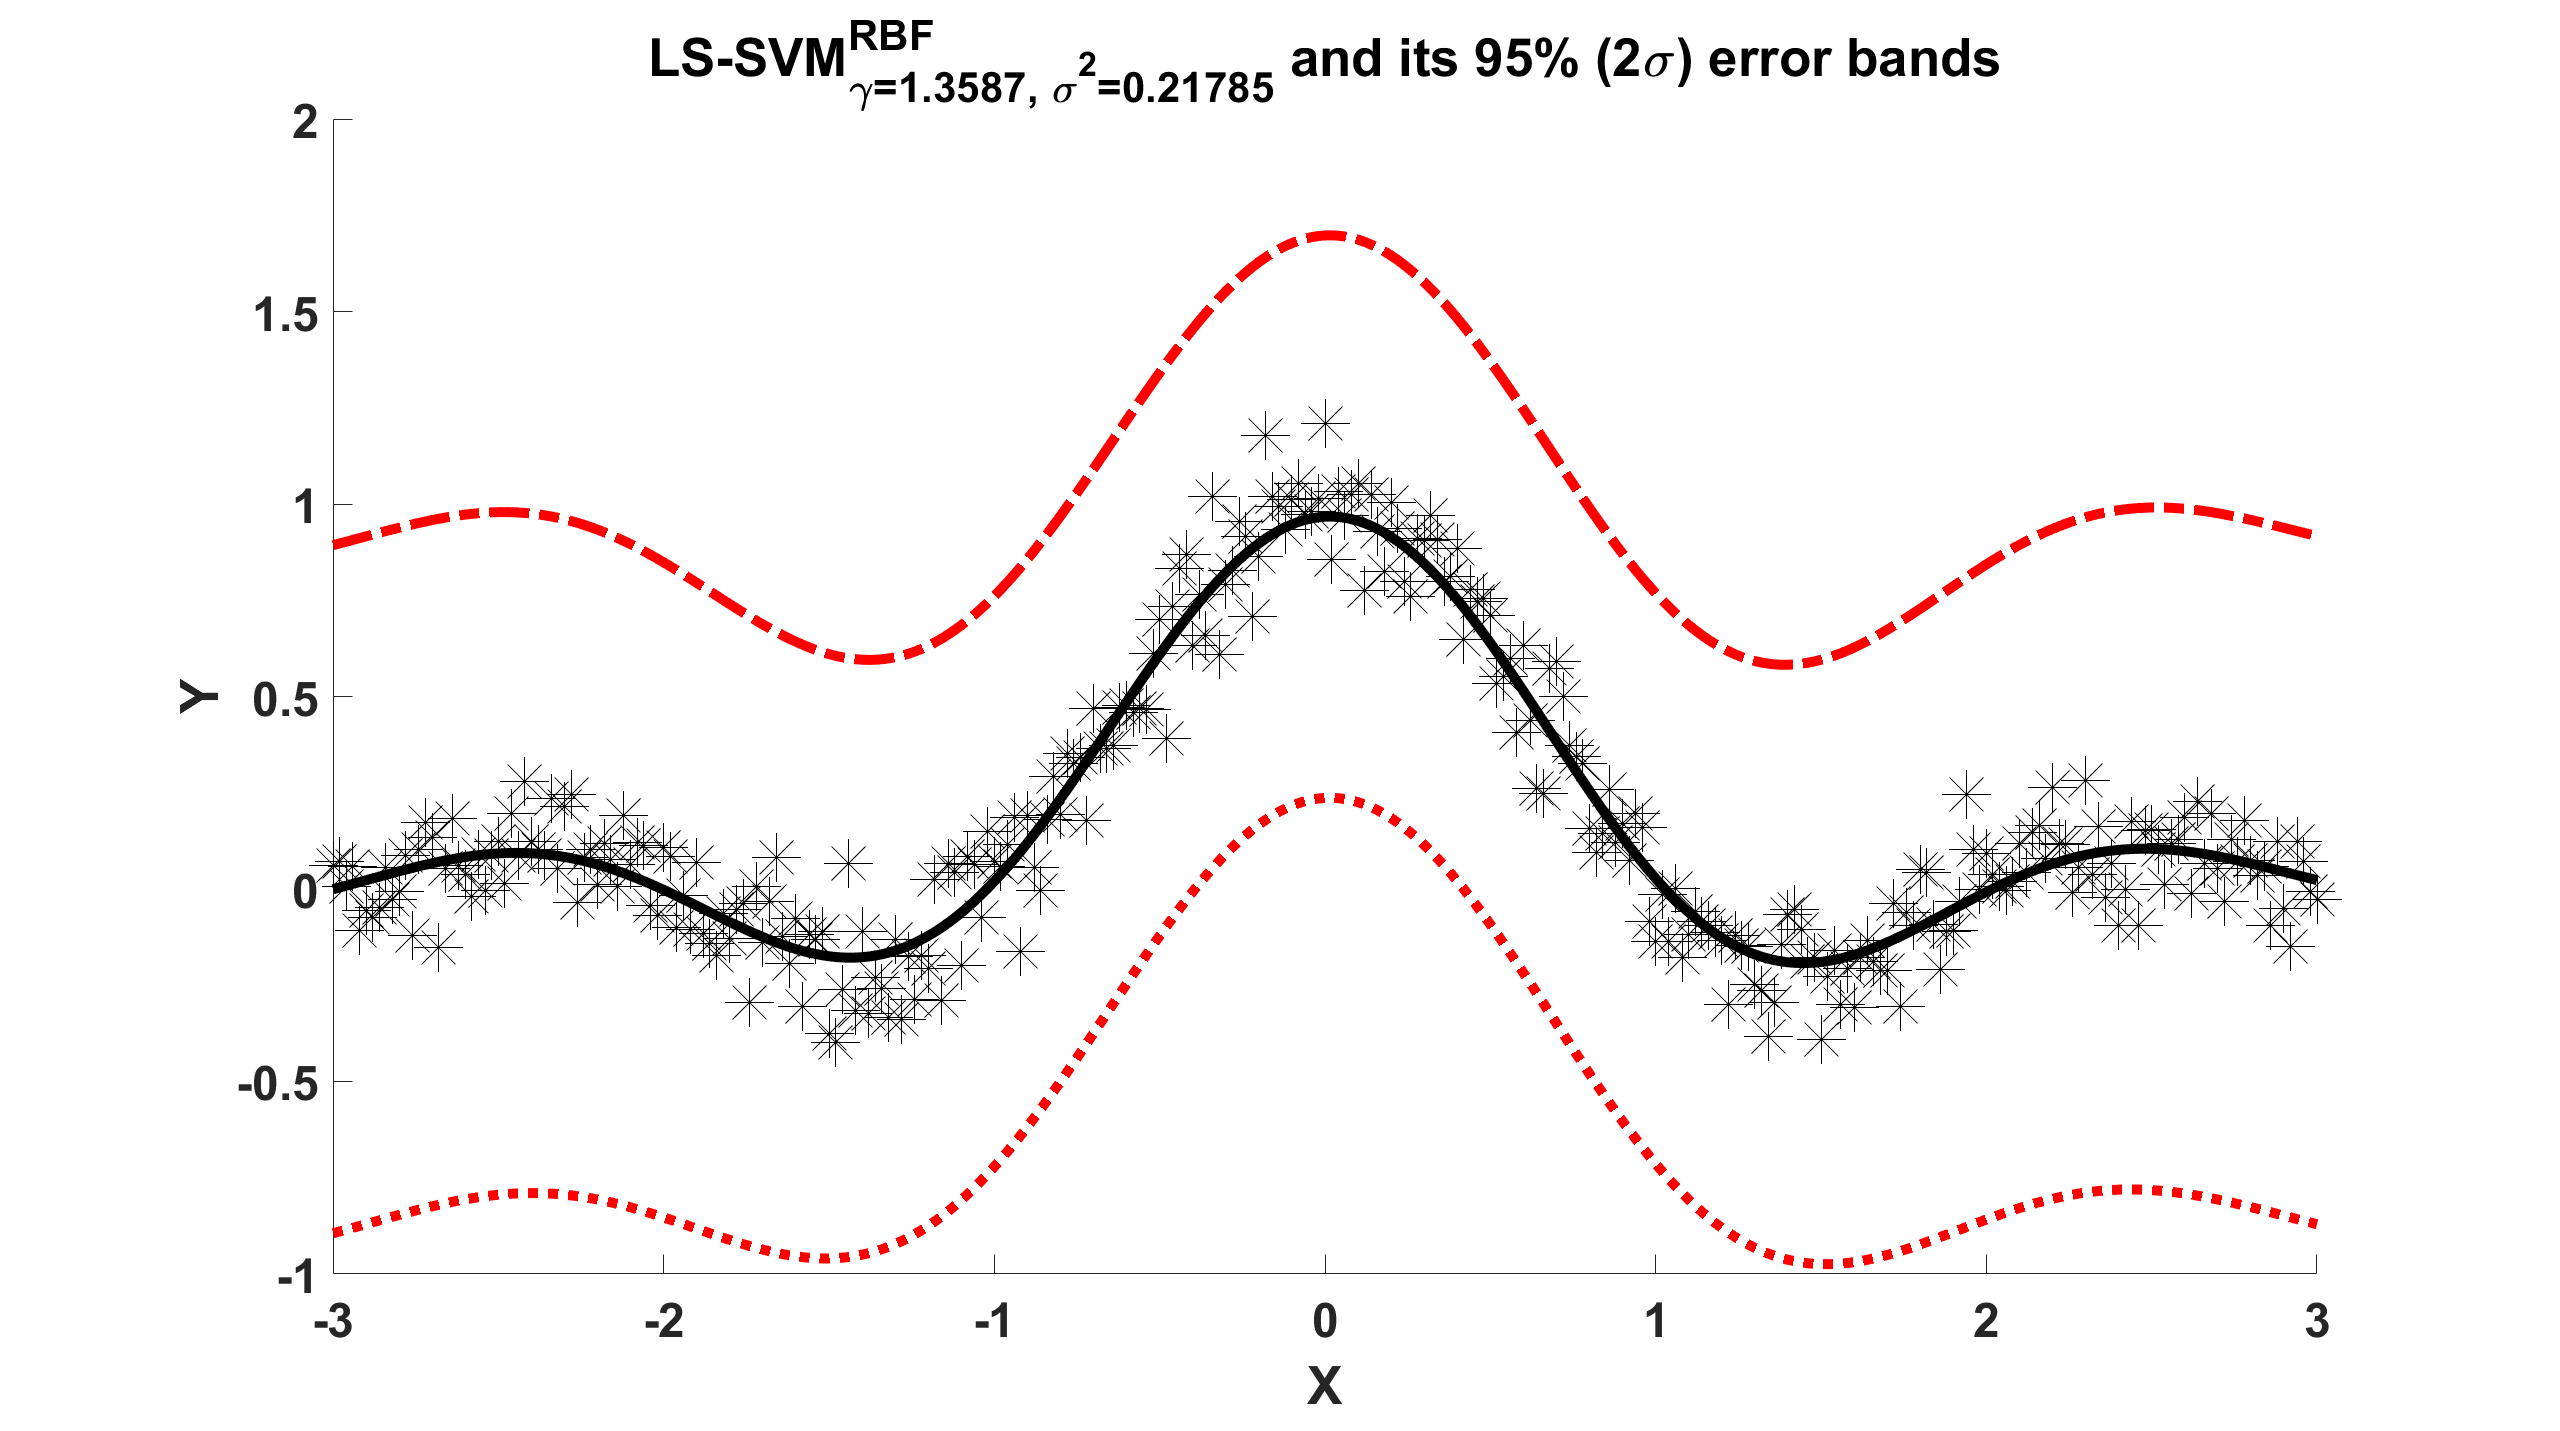 LS-SVM^RBF_γ=1.3587, σ^2=0.21785 and its 95% (2σ) error bands
2
1.5
1
0.5
0
-0.5
-1
Y
-3 -2 -1 0 1 2 3
X